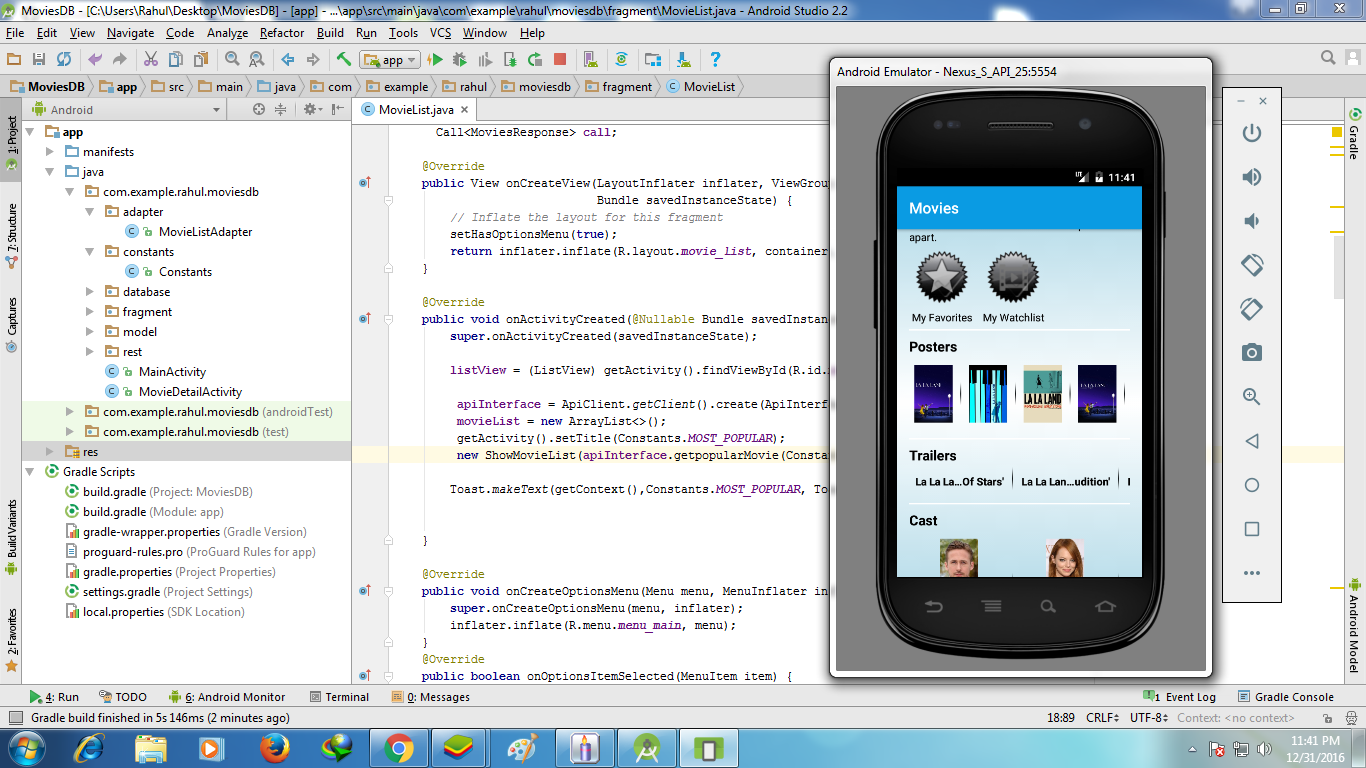 MoviesDB - [C:\Users\Rahul\Desktop\MoviesDB] - [app] - ...\app\src\main\java\com\example\rahul\moviesdb\fragment\MovieList.java - Android Studio 2.2
File Edit View Navigate Code Analyze Refactor Build Run Tools VCS Window Help
app
MoviesDB app src main java com example rahul moviesdb fragment MovieList
1: Project
7: Structure
Captures
Build Variants
2: Favorites
Android
app
manifests
java
com.example.rahul.moviesdb
adapter
MovieListAdapter
constants
Constants
database
fragment
model
rest
MainActivity
MovieDetailActivity
com.example.rahul.moviesdb (androidTest)
com.example.rahul.moviesdb (test)
res
Gradle Scripts
build.gradle (Project: MoviesDB)
build.gradle (Module: app)
gradle-wrapper.properties (Gradle Version)
proguard-rules.pro (ProGuard Rules for app)
gradle.properties (Project Properties)
settings.gradle (Project Settings)
local.properties (SDK Location)
MovieList.java
Call<MoviesResponse> call;
@Override
public View onCreateView(LayoutInflater inflater, ViewGroup
Bundle savedInstanceState) {
// Inflate the layout for this fragment
setHasOptionsMenu(true);
return inflater.inflate(R.layout.movie_list, container
}
@Override
public void onActivityCreated(@Nullable Bundle savedInstan
super.onActivityCreated(savedInstanceState);
listView = (ListView) getActivity().findViewById(R.id.
apiInterface = ApiClient.getClient().create(ApiInterf
movieList = new ArrayList<>();
getActivity().setTitle(Constants.MOST_POPULAR);
new ShowMovieList(apiInterface.getpopularMovie(Consta
Toast.makeText(getContext(),Constants.MOST_POPULAR, To
}
@Override
public void onCreateOptionsMenu(Menu menu, MenuInflater in
super.onCreateOptionsMenu(menu, inflater);
inflater.inflate(R.menu.menu_main, menu);
}
@Override
public boolean onOptionsItemSelected(MenuItem item) {
Android Emulator - Nexus_S_API_25:5554
LTE 11:41
Movies
apart.
My Favorites My Watchlist
Posters
LA LA LAND
Trailers
La La La...Of Stars' La La Lan...udition'
Cast
Gradle
Android Model
4: Run TODO 6: Android Monitor Terminal 0: Messages 1 Event Log Gradle Console
Gradle build finished in 5s 146ms (2 minutes ago) 18:89 CRLF UTF-8 Context: <no context>
11:41 PM
12/31/2016